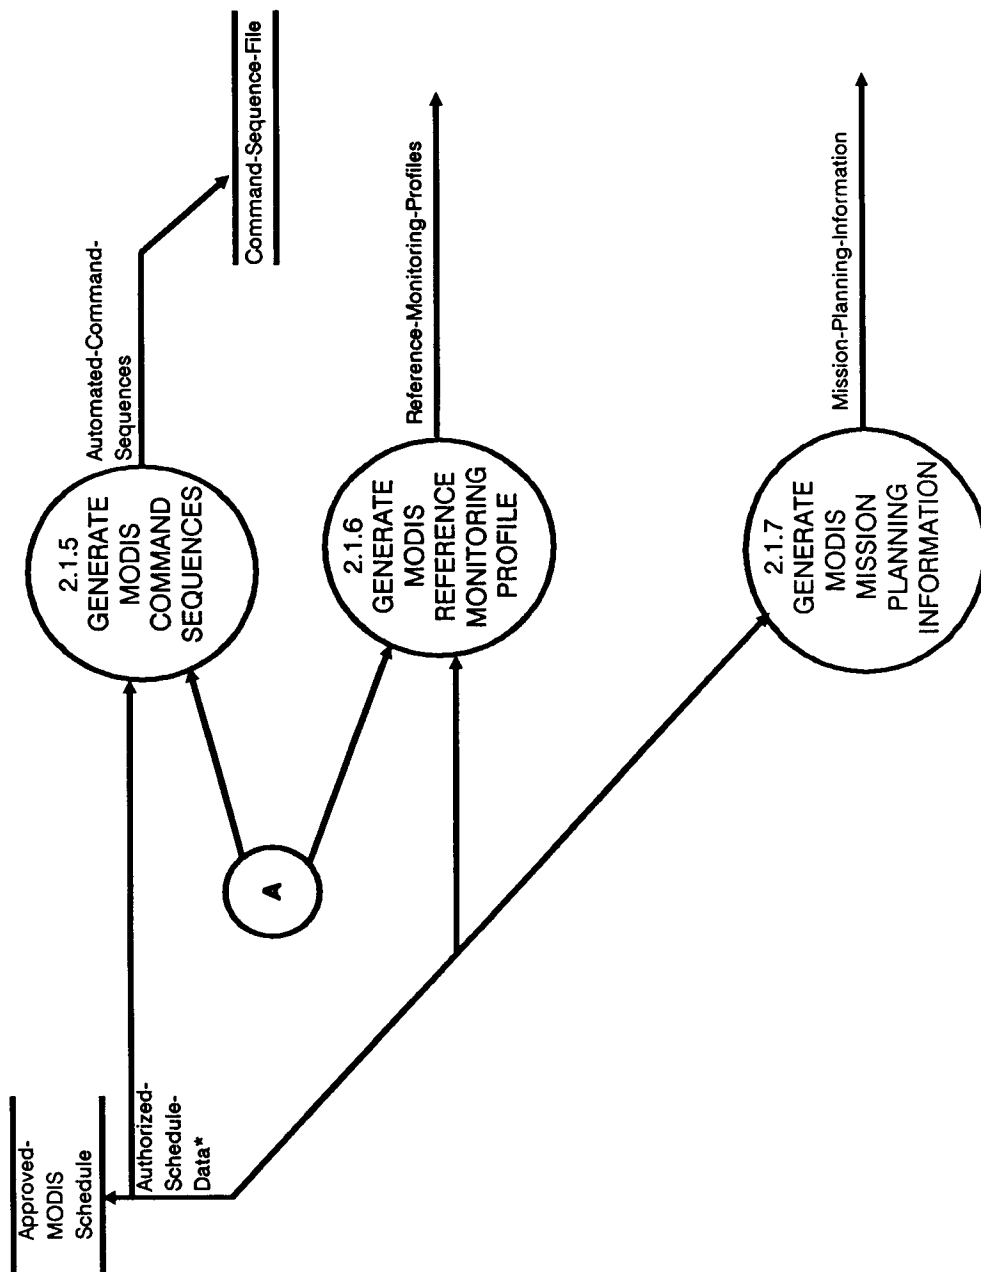 Approved-
MODIS
Schedule
Authorized-
Schedule-
Data*
A
2.1.5
GENERATE
MODIS
COMMAND
SEQUENCES
Automated-Command-
Sequences
Command-Sequence-File
2.1.6
GENERATE
MODIS
REFERENCE
MONITORING
PROFILE
Reference-Monitoring-Profiles
2.1.7
GENERATE
MODIS
MISSION
PLANNING
INFORMATION
Mission-Planning-Information